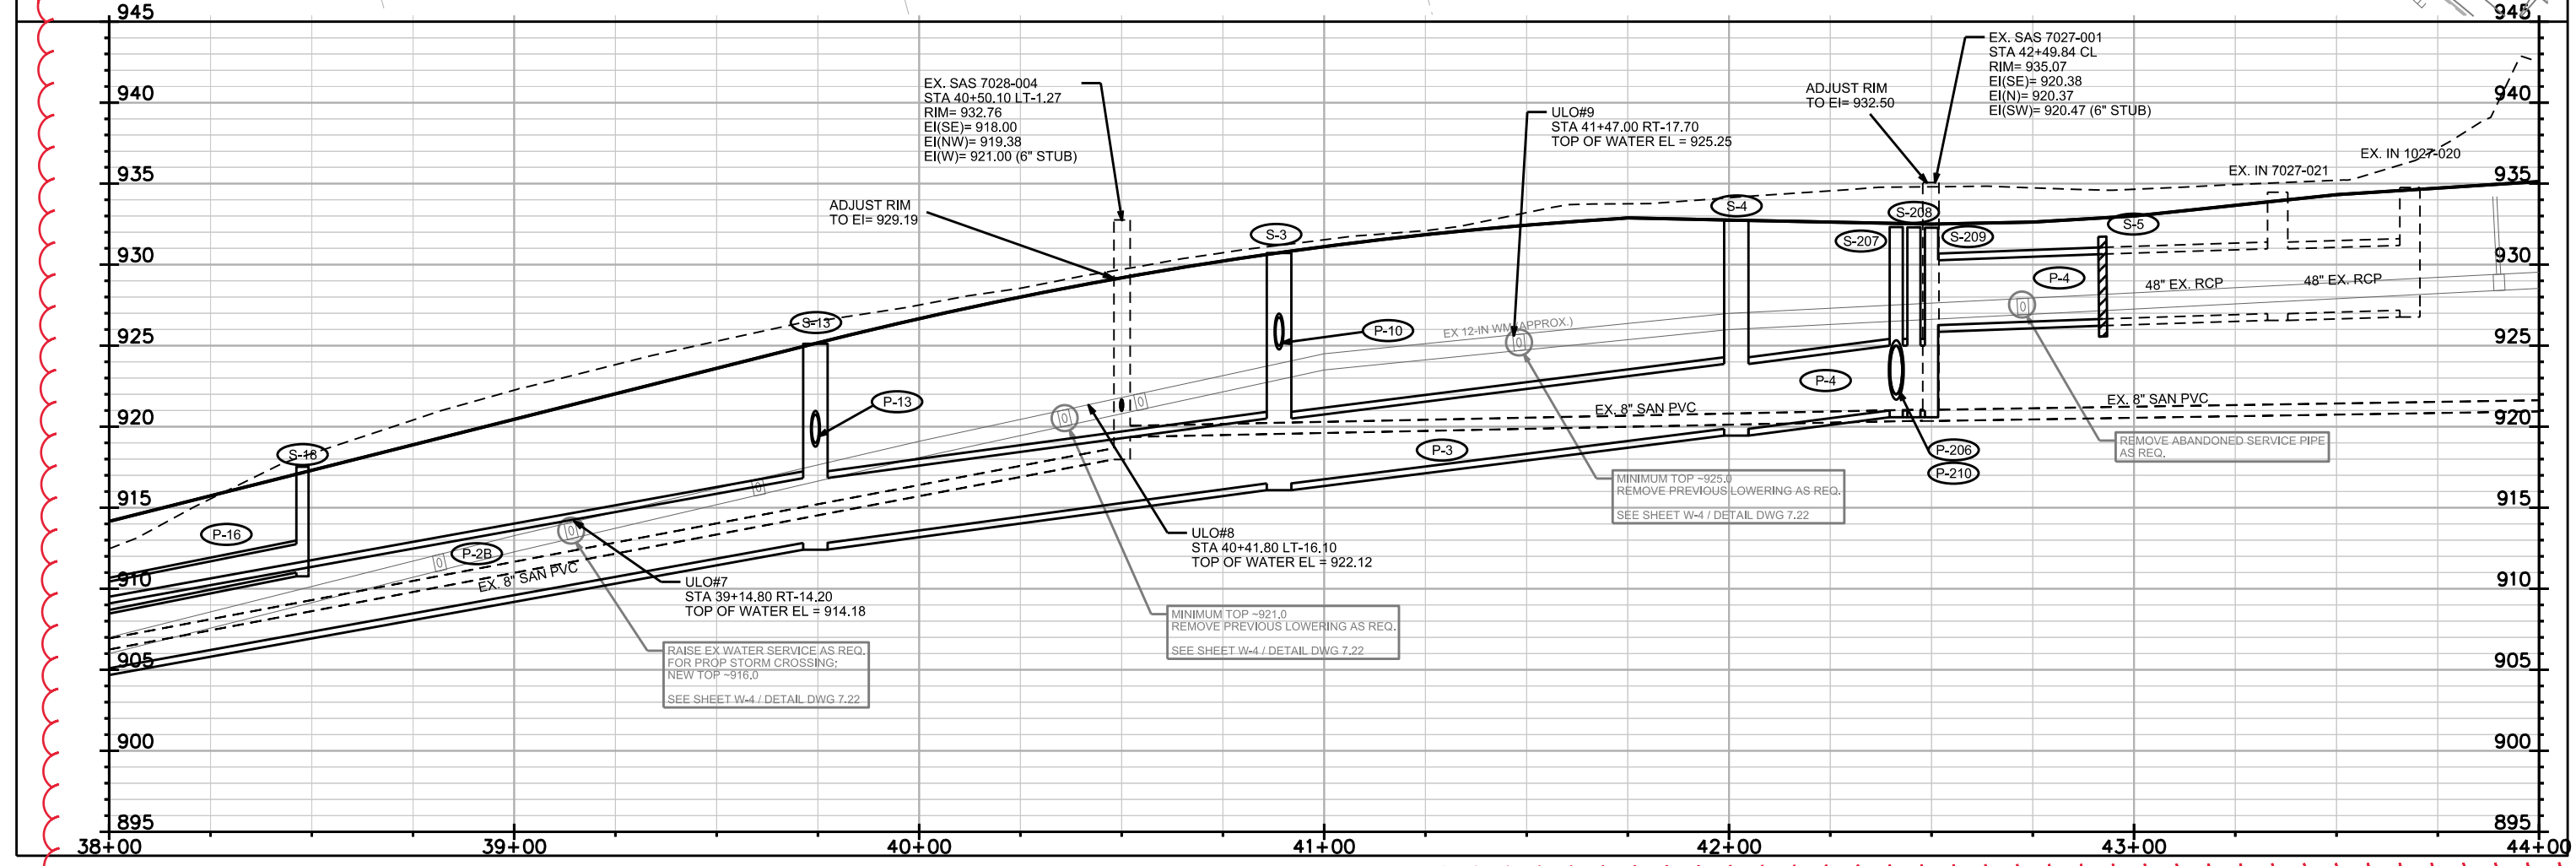 945
945
EX. SAS 7027-001
STA 42+49.84 CL
RIM= 935.07
EI(SE)= 920.38
EI(N)= 920.37
EI(SW)= 920.47 (6" STUB)
EX. SAS 7028-004
STA 40+50.10 LT-1.27
RIM= 932.76
EI(SE)= 918.00
EI(NW)= 919.38
EI(W)= 921.00 (6" STUB)
ADJUST RIM
TO EI= 932.50
940
940
ULO#9
STA 41+47.00 RT-17.70
TOP OF WATER EL = 925.25
EX. IN 1027-020
EX. IN 7027-021
935
935
ADJUST RIM
TO EI= 929.19
S-4
S-208
S-5
S-3
S-207
S-209
930
930
P-4
48" EX. RCP
48" EX. RCP
S-13
P-10
EX 12-IN WM (APPROX.)
925
925
P-4
P-13
EX. 8" SAN PVC
EX. 8" SAN PVC
920
920
S-18
P-3
P-206
P-210
REMOVE ABANDONED SERVICE PIPE
AS REQ.
MINIMUM TOP ~925.0
REMOVE PREVIOUS LOWERING AS REQ.
SEE SHEET W-4 / DETAIL DWG 7.22
915
915
P-16
P-2B
EX. 8" SAN PVC
ULO#8
STA 40+41.80 LT-16.10
TOP OF WATER EL = 922.12
910
910
ULO#7
STA 39+14.80 RT-14.20
TOP OF WATER EL = 914.18
MINIMUM TOP ~921.0
REMOVE PREVIOUS LOWERING AS REQ.
SEE SHEET W-4 / DETAIL DWG 7.22
905
905
RAISE EX WATER SERVICE AS REQ.
FOR PROP STORM CROSSING;
NEW TOP ~916.0
SEE SHEET W-4 / DETAIL DWG 7.22
900
900
895
895
38+00
39+00
40+00
41+00
42+00
43+00
44+00